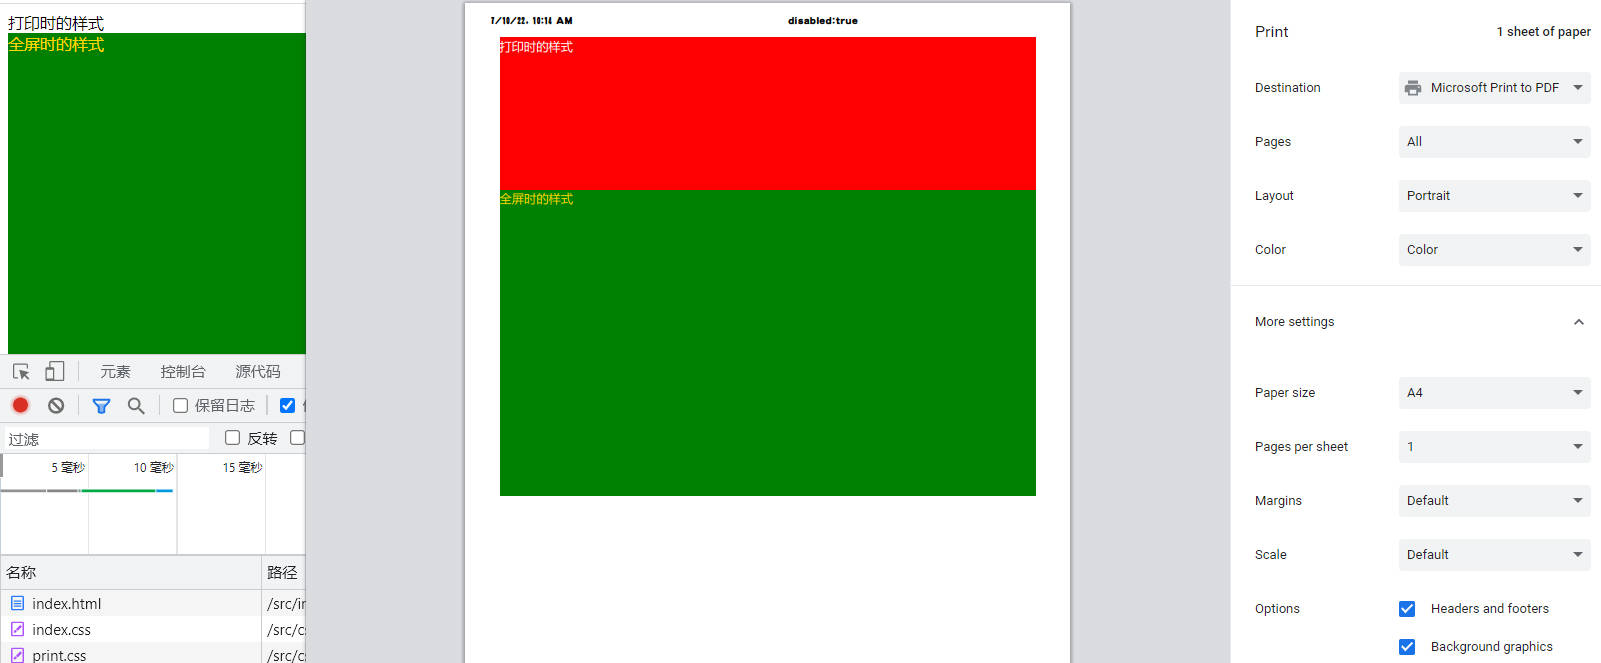 打印时的样式
全屏时的样式
元素 控制台 源代码
保留日志
过滤 反转
5 毫秒 10 毫秒 15 毫秒
名称 路径
index.html /src/in
index.css /src/c
print.css /src/c
7/18/22, 10:14 AM disabled:true
打印时的样式
全屏时的样式
Print 1 sheet of paper
Destination Microsoft Print to PDF
Pages All
Layout Portrait
Color Color
More settings
Paper size A4
Pages per sheet 1
Margins Default
Scale Default
Options Headers and footers
Background graphics